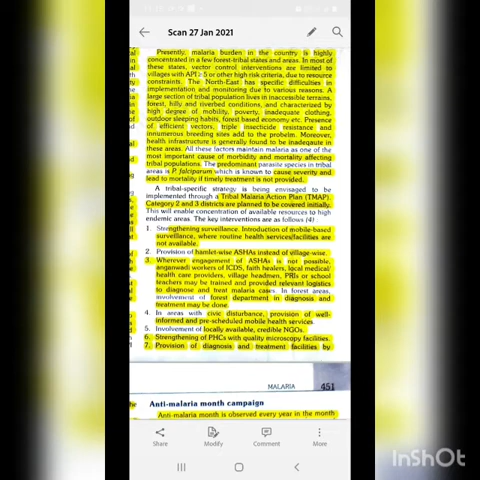 Scan 27 Jan 2021
Presently, malaria burden in the country is highly
concentrated in a few forest-tribal states and areas. In most of
these states, vector control interventions are limited to
villages with API ≥ 5 or other high risk criteria, due to resource
constraints. The North-East has specific difficulties in
implementation and monitoring due to various reasons. A
large section of tribal population lives in inaccessible terrains,
forest, hilly and riverbed conditions, and characterized by
high degree of mobility, poverty, inadequate clothing,
outdoor sleeping habits, forest based economy etc. Presence
of efficient vectors, triple insecticide resistance and
innumerous breeding sites add to the probelm. Moreover,
health infrastructure is generally found to be inadeqaute in
these areas. All these factors maintain malaria as one of the
most important cause of morbidity and mortality affecting
tribal populations. The predominant parasite species in tribal
areas is P. falciparum which is known to cause severity and
lead to mortality if timely treatment is not provided.
A tribal-specific strategy is being envisaged to be
implemented through a Tribal Malaria Action Plan (TMAP).
Category 2 and 3 districts are planned to be covered initially.
This will enable concentration of available resources to high
endemic areas. The key interventions are as follows (4)
1. Strengthening surveillance. Introduction of mobile-based
surveillance, where routine health services/facilities are
not available.
2. Provision of hamlet-wise ASHAs instead of village-wise.
3. Wherever engagement of ASHAs is not possible,
anganwadi workers of ICDS, faith healers, local medical/
health care providers, village headmen, PRIs or school
teachers may be trained and provided relevant logistics
to diagnose and treat malaria cases. In forest areas,
involvement of forest department in diagnosis and
treatment may be done.
4. In areas with civic disturbance, provision of well-
informed and pre-scheduled mobile health services
5. Involvement of locally available, credible NGOs.
6. Strengthening of PHCs with quality microscopy facilities.
7. Provision of diagnosis and treatment facilities by
MALARIA 451
Anti-malaria month campaign
Anti-malaria month is observed every year in the month
Share Modify Comment More
InShOt